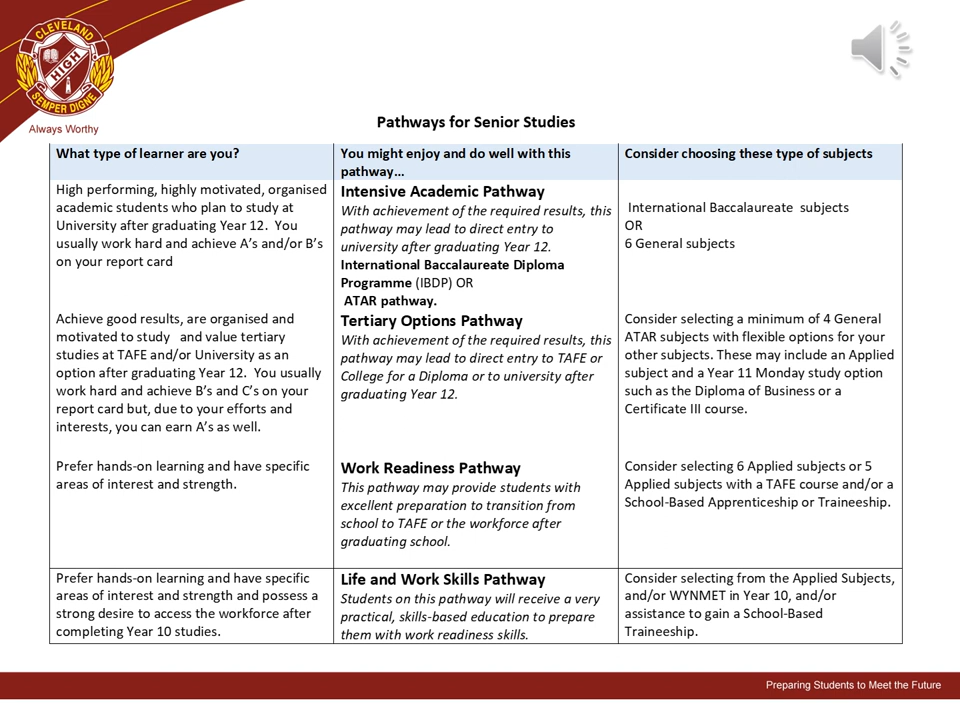 CLEVELAND
HIGH
SEMPER DIGNE
Always Worthy
Pathways for Senior Studies
What type of learner are you?
You might enjoy and do well with this
pathway…
Consider choosing these type of subjects
High performing, highly motivated, organised
academic students who plan to study at
University after graduating Year 12.  You
usually work hard and achieve A’s and/or B’s
on your report card
Intensive Academic Pathway
With achievement of the required results, this
pathway may lead to direct entry to
university after graduating Year 12.
International Baccalaureate Diploma
Programme (IBDP) OR
ATAR pathway.
International Baccalaureate  subjects
OR
6 General subjects
Achieve good results, are organised and
motivated to study   and value tertiary
studies at TAFE and/or University as an
option after graduating Year 12.  You usually
work hard and achieve B’s and C’s on your
report card but, due to your efforts and
interests, you can earn A’s as well.
Tertiary Options Pathway
With achievement of the required results, this
pathway may lead to direct entry to TAFE or
College for a Diploma or to university after
graduating Year 12.
Consider selecting a minimum of 4 General
ATAR subjects with flexible options for your
other subjects. These may include an Applied
subject and a Year 11 Monday study option
such as the Diploma of Business or a
Certificate III course.
Prefer hands-on learning and have specific
areas of interest and strength.
Work Readiness Pathway
This pathway may provide students with
excellent preparation to transition from
school to TAFE or the workforce after
graduating school.
Consider selecting 6 Applied subjects or 5
Applied subjects with a TAFE course and/or a
School-Based Apprenticeship or Traineeship.
Prefer hands-on learning and have specific
areas of interest and strength and possess a
strong desire to access the workforce after
completing Year 10 studies.
Life and Work Skills Pathway
Students on this pathway will receive a very
practical, skills-based education to prepare
them with work readiness skills.
Consider selecting from the Applied Subjects,
and/or WYNMET in Year 10, and/or
assistance to gain a School-Based
Traineeship.
Preparing Students to Meet the Future